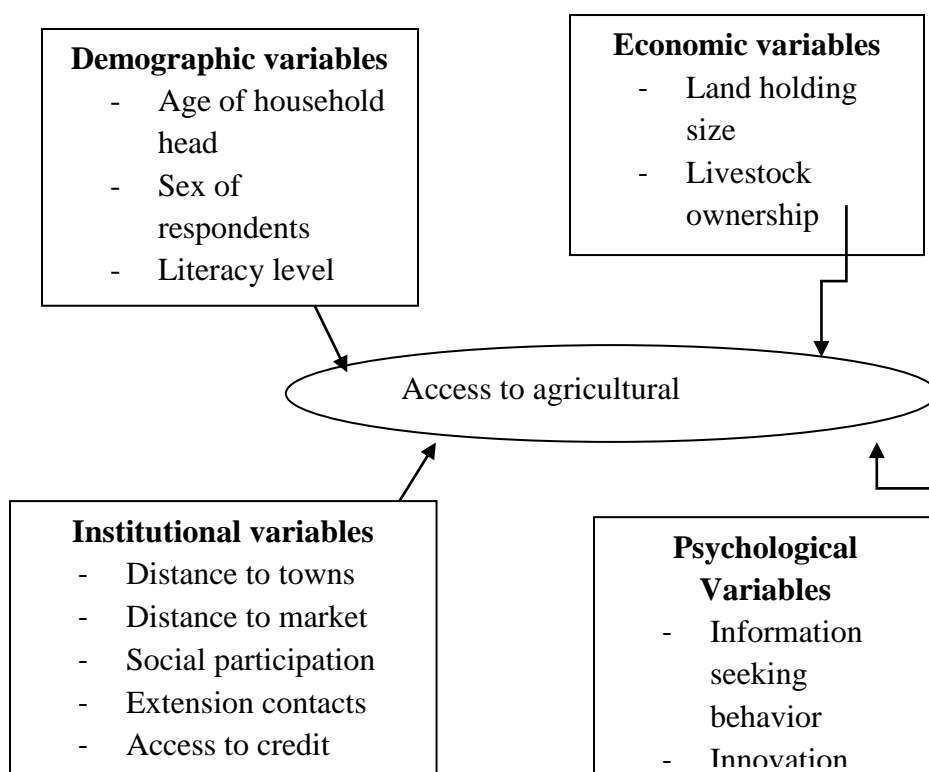 Demographic variables
- Age of household
head
- Sex of
respondents
- Literacy level
Economic variables
- Land holding
size
- Livestock
ownership
Access to agricultural
Institutional variables
- Distance to towns
- Distance to market
- Social participation
- Extension contacts
- Access to credit
Psychological
Variables
- Information
seeking
behavior
- Innovation